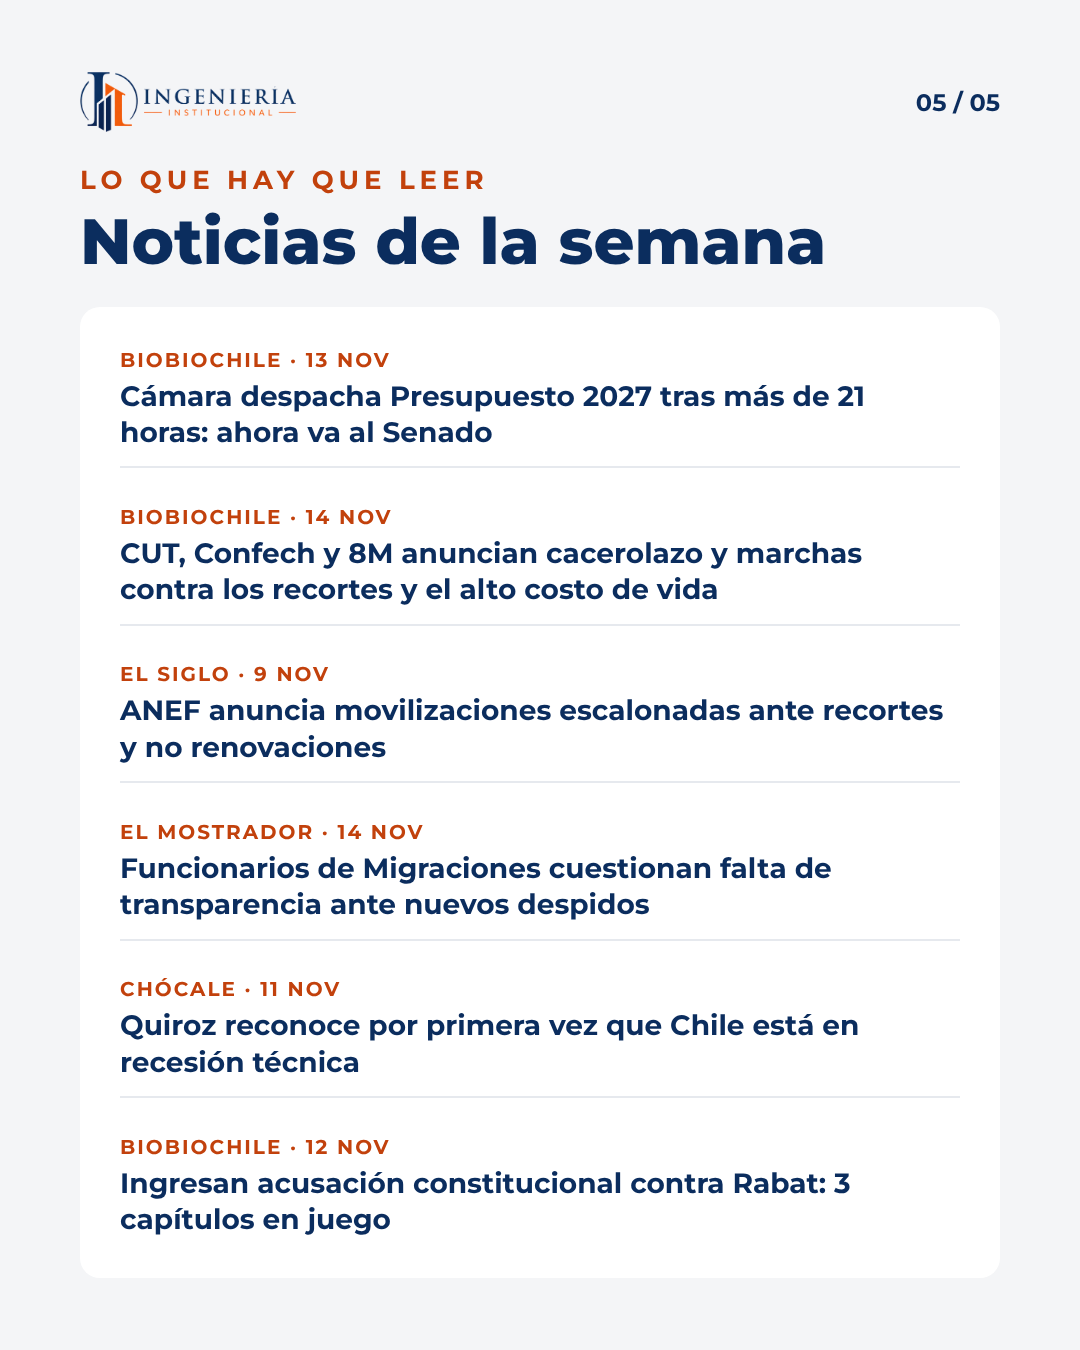 INGENIERIA
INSTITUCIONAL
05 / 05
LO QUE HAY QUE LEER
Noticias de la semana
BIOBIOCHILE · 13 NOV
Cámara despacha Presupuesto 2027 tras más de 21
horas: ahora va al Senado
BIOBIOCHILE · 14 NOV
CUT, Confech y 8M anuncian cacerolazo y marchas
contra los recortes y el alto costo de vida
EL SIGLO · 9 NOV
ANEF anuncia movilizaciones escalonadas ante recortes
y no renovaciones
EL MOSTRADOR · 14 NOV
Funcionarios de Migraciones cuestionan falta de
transparencia ante nuevos despidos
CHÓCALE · 11 NOV
Quiroz reconoce por primera vez que Chile está en
recesión técnica
BIOBIOCHILE · 12 NOV
Ingresan acusación constitucional contra Rabat: 3
capítulos en juego